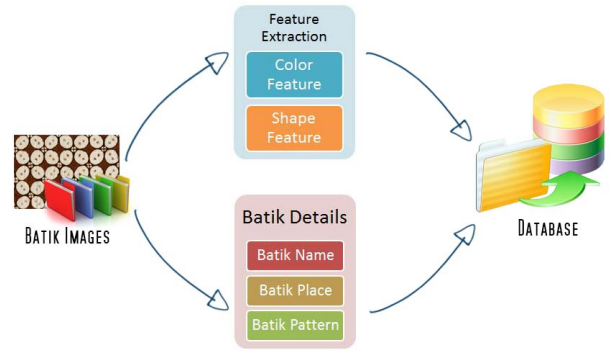 Feature
Extraction
Color
Feature
Shape
Feature
BATIK IMAGES
Batik Details
Batik Name
Batik Place
Batik Pattern
DATABASE